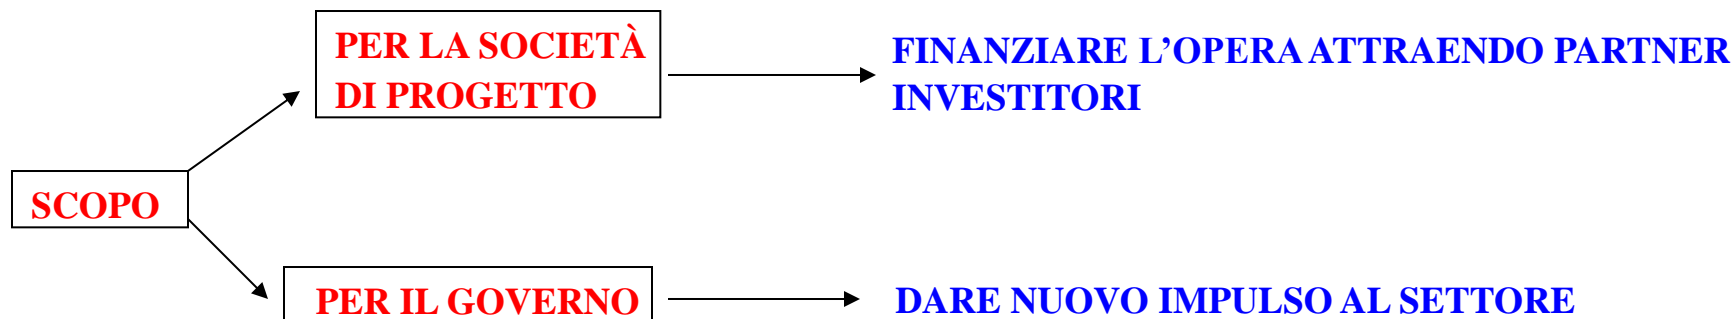 PER LA SOCIETÀ
DI PROGETTO
FINANZIARE L’OPERA ATTRAENDO PARTNER
INVESTITORI
SCOPO
PER IL GOVERNO
DARE NUOVO IMPULSO AL SETTORE